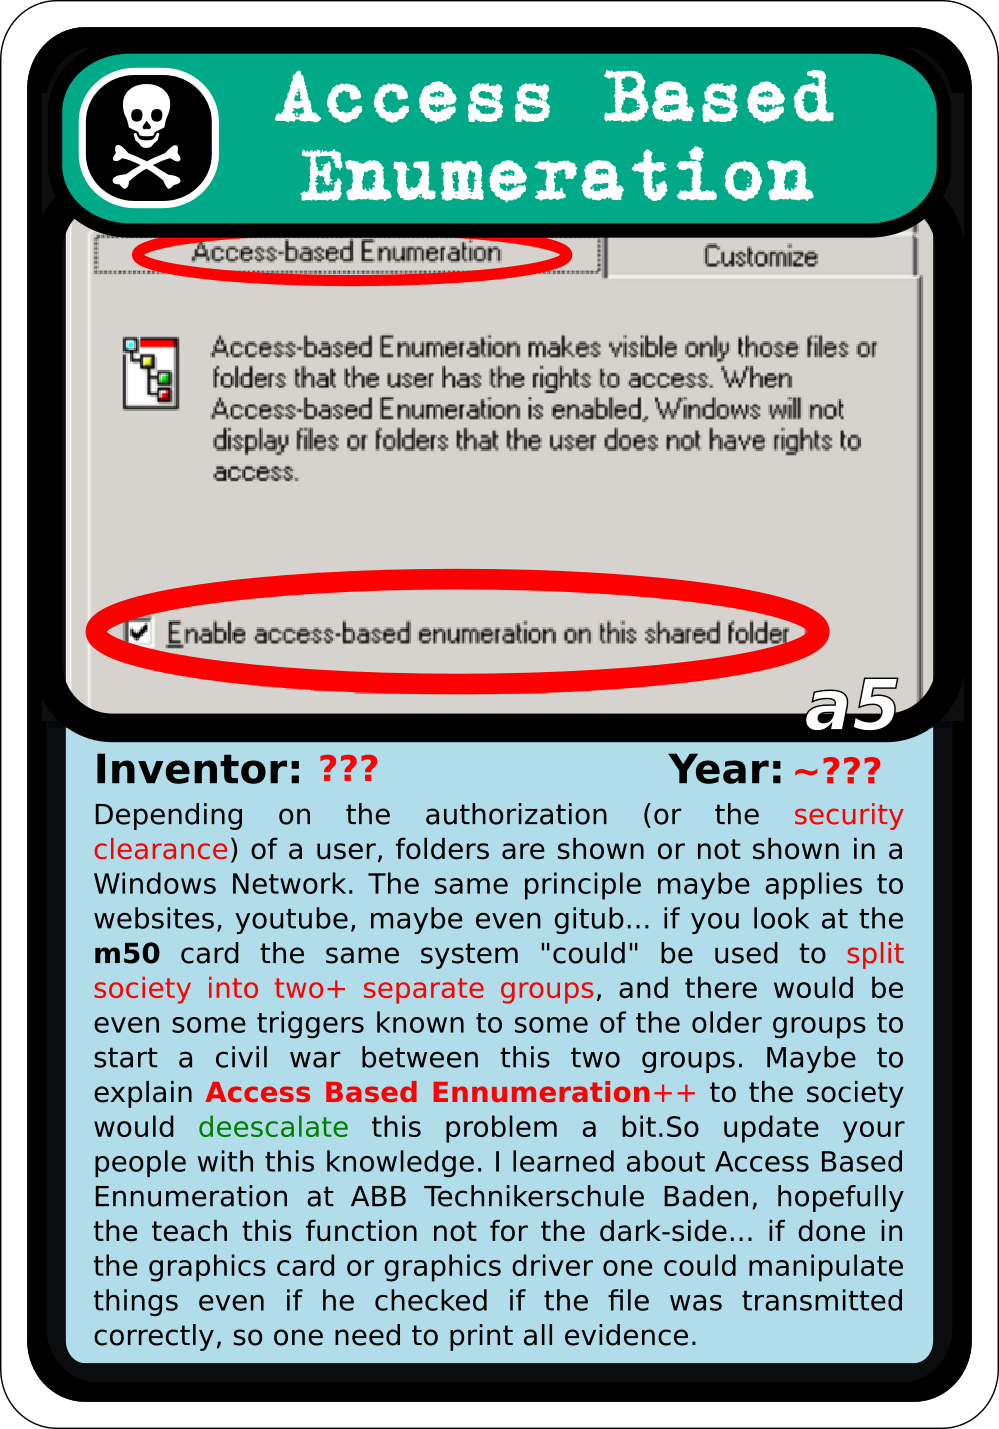 Access Based
Enumeration
Access-based Enumeration
Customize
Access-based Enumeration makes visible only those files or
folders that the user has the rights to access. When
Access-based Enumeration is enabled, Windows will not
display files or folders that the user does not have rights to
access.
Enable access-based enumeration on this shared folder
a5
Inventor: ???
Year: ~???
Depending on the authorization (or the security
clearance) of a user, folders are shown or not shown in a
Windows Network. The same principle maybe applies to
websites, youtube, maybe even gitub... if you look at the
m50 card the same system "could" be used to split
society into two+ separate groups, and there would be
even some triggers known to some of the older groups to
start a civil war between this two groups. Maybe to
explain Access Based Ennumeration++ to the society
would deescalate this problem a bit.So update your
people with this knowledge. I learned about Access Based
Ennumeration at ABB Technikerschule Baden, hopefully
the teach this function not for the dark-side... if done in
the graphics card or graphics driver one could manipulate
things even if he checked if the file was transmitted
correctly, so one need to print all evidence.